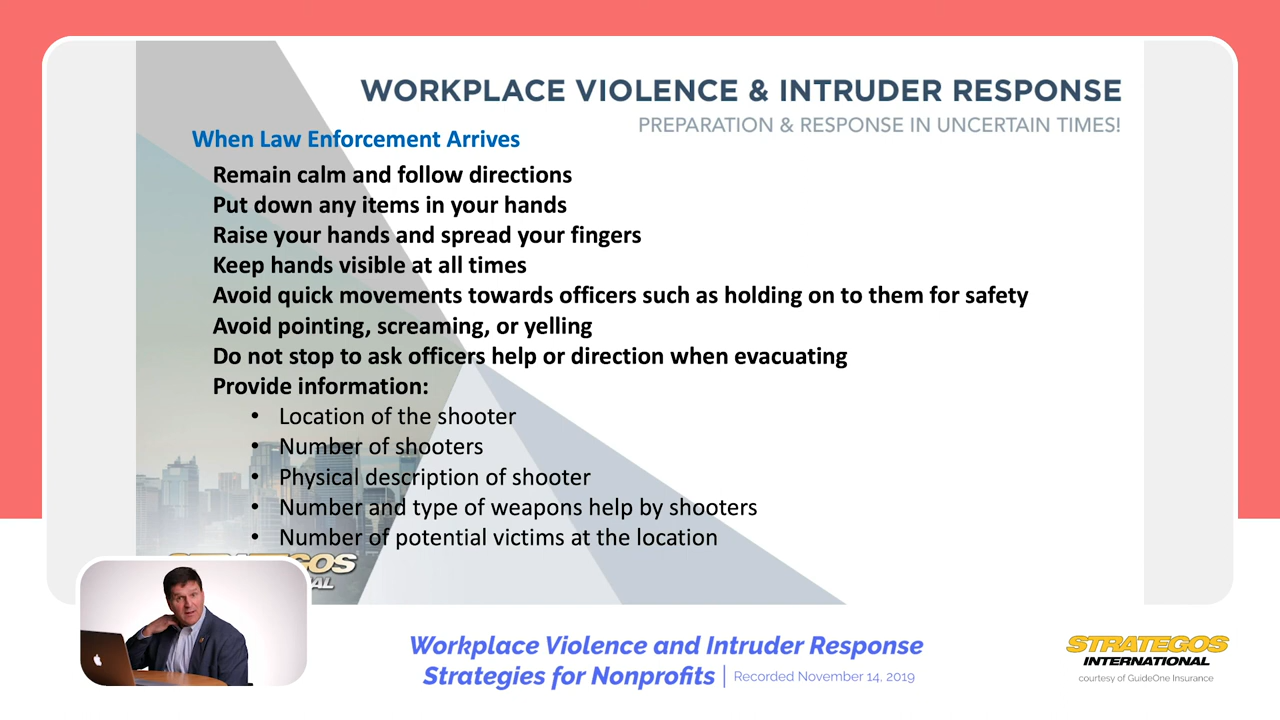 WORKPLACE VIOLENCE & INTRUDER RESPONSE
PREPARATION & RESPONSE IN UNCERTAIN TIMES!
When Law Enforcement Arrives
Remain calm and follow directions
Put down any items in your hands
Raise your hands and spread your fingers
Keep hands visible at all times
Avoid quick movements towards officers such as holding on to them for safety
Avoid pointing, screaming, or yelling
Do not stop to ask officers help or direction when evacuating
Provide information:
• Location of the shooter
• Number of shooters
• Physical description of shooter
• Number and type of weapons help by shooters
• Number of potential victims at the location
Workplace Violence and Intruder Response
Strategies for Nonprofits | Recorded November 14, 2019
STRATEGOS
INTERNATIONAL
courtesy of GuideOne Insurance